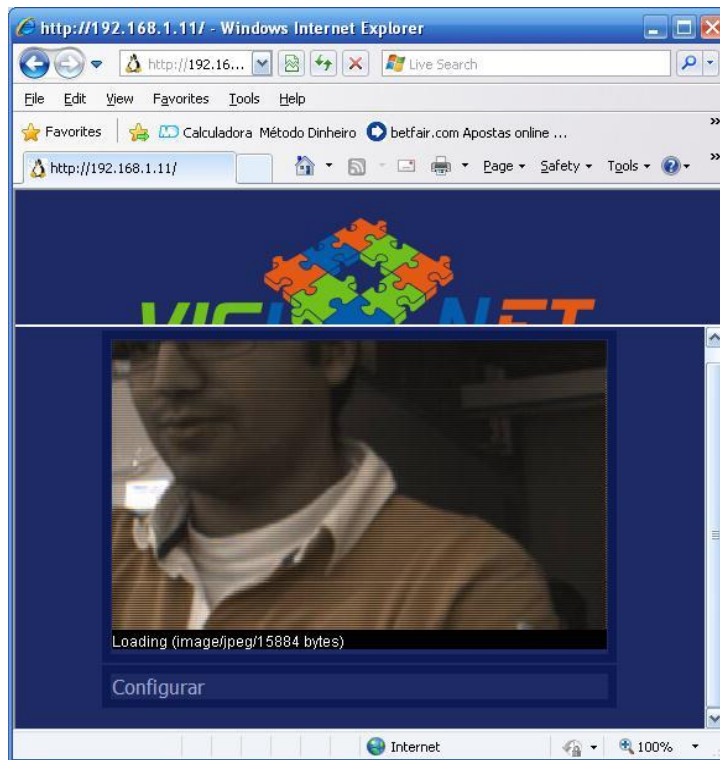 http://192.168.1.11/ - Windows Internet Explorer
http://192.16...
Live Search
File Edit View Favorites Tools Help
Favorites Calculadora Método Dinheiro betfair.com Apostas online ... »
http://192.168.1.11/ Page Safety Tools »
Loading (image/jpeg/15884 bytes)
Configurar
Internet 100%